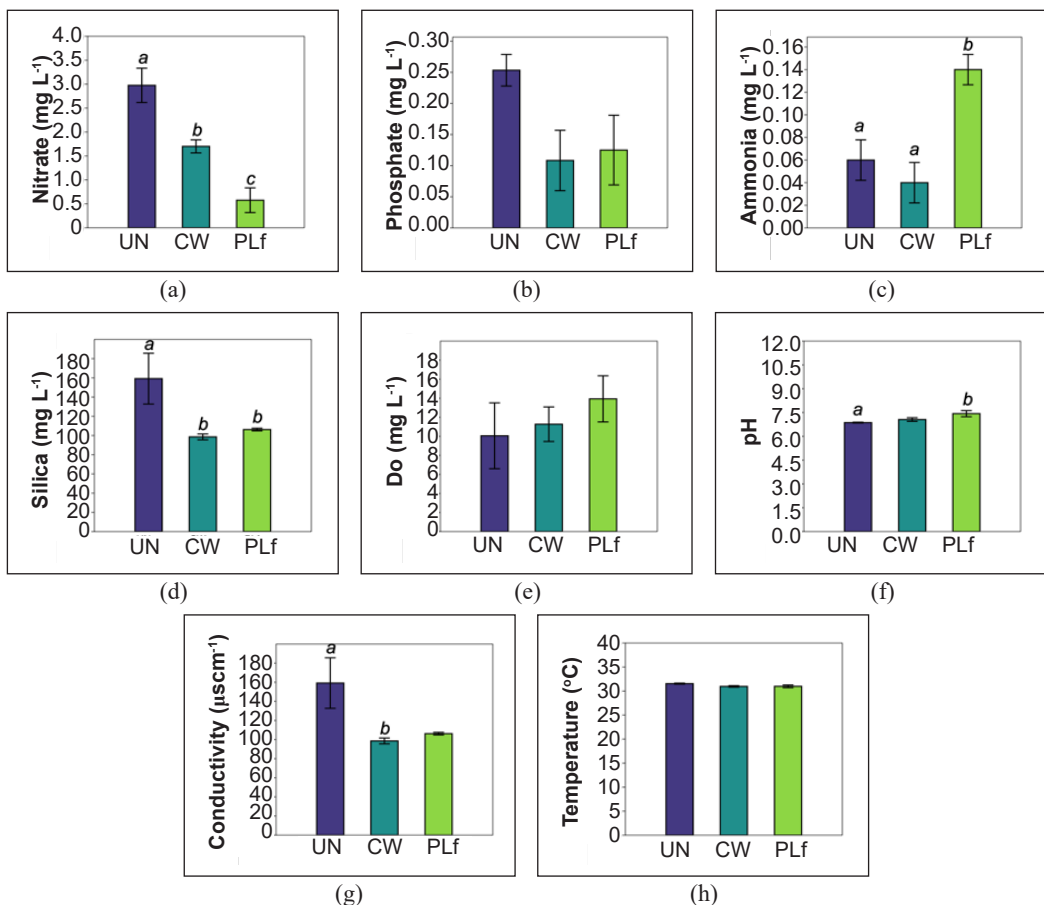 Nitrate (mg L-1)
4.0
3.5
3.0
2.5
2.0
1.5
1.0
0.5
0
a
b
c
UN CW PLf
(a)
Phosphate (mg L-1)
0.30
0.25
0.20
0.15
0.10
0.05
0.00
UN CW PLf
(b)
Ammonia (mg L-1)
0.16
0.14
0.12
0.10
0.08
0.06
0.04
0.02
0.00
a
a
b
UN CW PLf
(c)
Silica (mg L-1)
180
160
140
120
100
80
60
40
20
0
a
b
b
UN CW PLf
(d)
Do (mg L-1)
18
16
14
12
10
8
6
4
2
0
UN CW PLf
(e)
pH
12.0
10.5
9.0
7.5
6.0
4.5
3.0
1.5
0.0
a
b
UN CW PLf
(f)
Conductivity (µscm-1)
180
160
140
120
100
80
60
40
20
0
a
b
UN CW PLf
(g)
Temperature (°C)
40
35
30
25
20
15
10
5
0
UN CW PLf
(h)